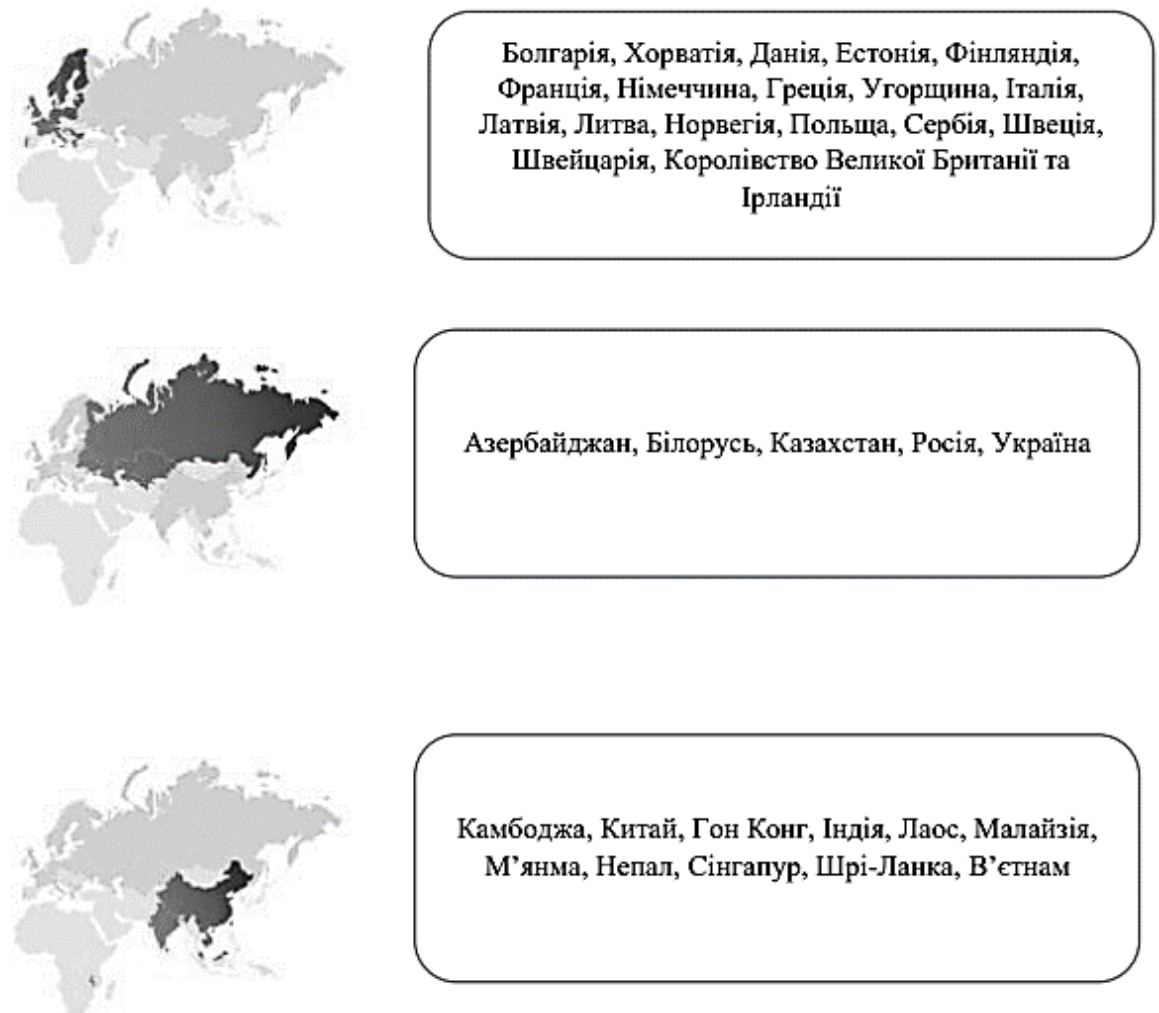 Болгарія, Хорватія, Данія, Естонія, Фінляндія,
Франція, Німеччина, Греція, Угорщина, Італія,
Латвія, Литва, Норвегія, Польща, Сербія, Швеція,
Швейцарія, Королівство Великої Британії та
Ірландії
Азербайджан, Білорусь, Казахстан, Росія, Україна
Камбоджа, Китай, Гон Конг, Індія, Лаос, Малайзія,
М’янма, Непал, Сінгапур, Шрі-Ланка, В’єтнам